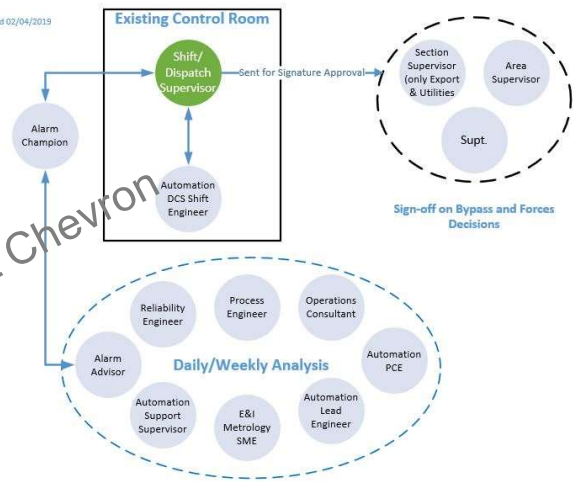 d 02/04/2019
Existing Control Room
Shift/
Dispatch
Supervisor
Sent for Signature Approval
Section
Supervisor
(only Export
& Utilities
Area
Supervisor
Supt.
Alarm
Champion
Automation
DCS Shift
Engineer
Chevron
Sign-off on Bypass and Forces
Decisions
Reliability
Engineer
Process
Engineer
Operations
Consultant
Alarm
Advisor
Daily/Weekly Analysis
Automation
PCE
Automation
Support
Supervisor
E&I
Metrology
SME
Automation
Lead
Engineer